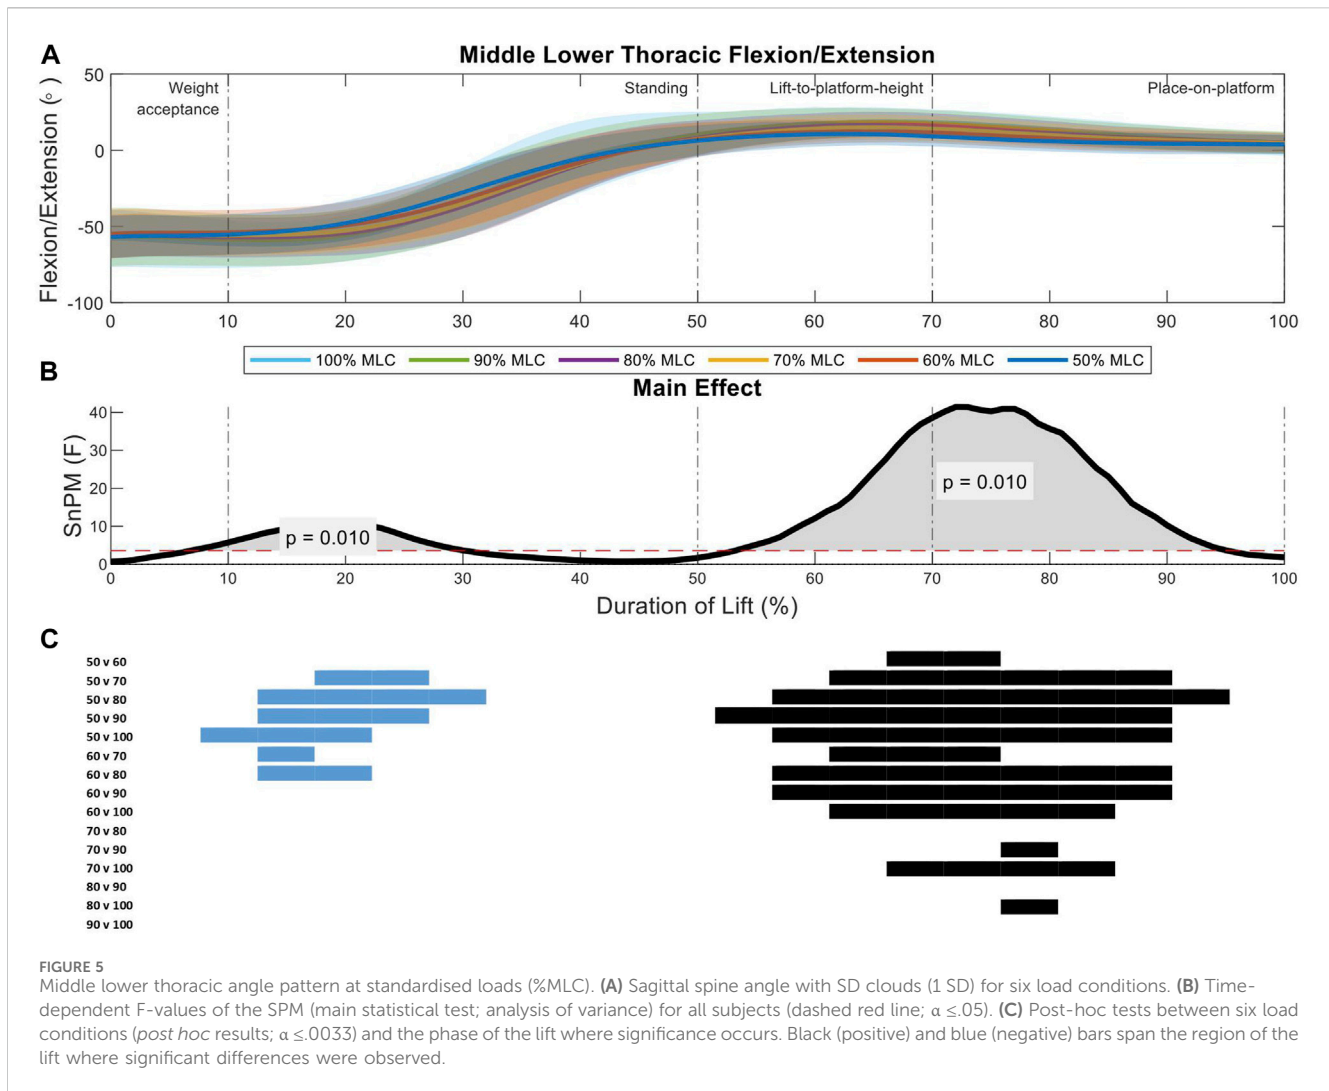 A
Middle Lower Thoracic Flexion/Extension
Flexion/Extension (°)
50
0
-50
-100
Weight
acceptance
Standing
Lift-to-platform-height
Place-on-platform
0 10 20 30 40 50 60 70 80 90 100
100% MLC 90% MLC 80% MLC 70% MLC 60% MLC 50% MLC
B
Main Effect
SnPM (F)
40
30
20
10
0
p = 0.010
p = 0.010
0 10 20 30 40 50 60 70 80 90 100
Duration of Lift (%)
C
50 v 60
50 v 70
50 v 80
50 v 90
50 v 100
60 v 70
60 v 80
60 v 90
60 v 100
70 v 80
70 v 90
70 v 100
80 v 90
80 v 100
90 v 100
FIGURE 5
Middle lower thoracic angle pattern at standardised loads (%MLC). (A) Sagittal spine angle with SD clouds (1 SD) for six load conditions. (B) Time-
dependent F-values of the SPM (main statistical test; analysis of variance) for all subjects (dashed red line; α ≤.05). (C) Post-hoc tests between six load
conditions (post hoc results; α ≤.0033) and the phase of the lift where significance occurs. Black (positive) and blue (negative) bars span the region of the
lift where significant differences were observed.